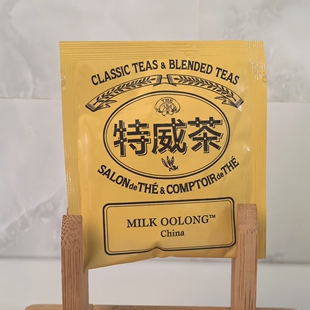 CLASSIC TEAS & BLENDED TEAS
特威茶
SALON de THÉ & COMPTOIR de THÉ
MILK OOLONG™
China